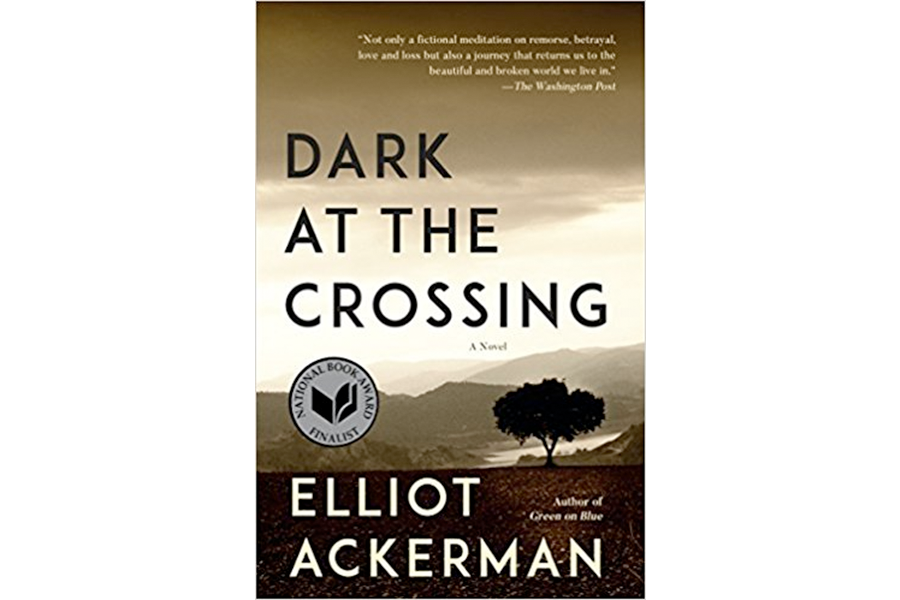 “Not only a fictional meditation on remorse, betrayal,
love and loss but also a journey that returns us to the
beautiful and broken world we live in.”
—The Washington Post
DARK
AT THE
CROSSING
A Novel
NATIONAL BOOK AWARD
FINALIST
ELLIOT
ACKERMAN
Author of
Green on Blue